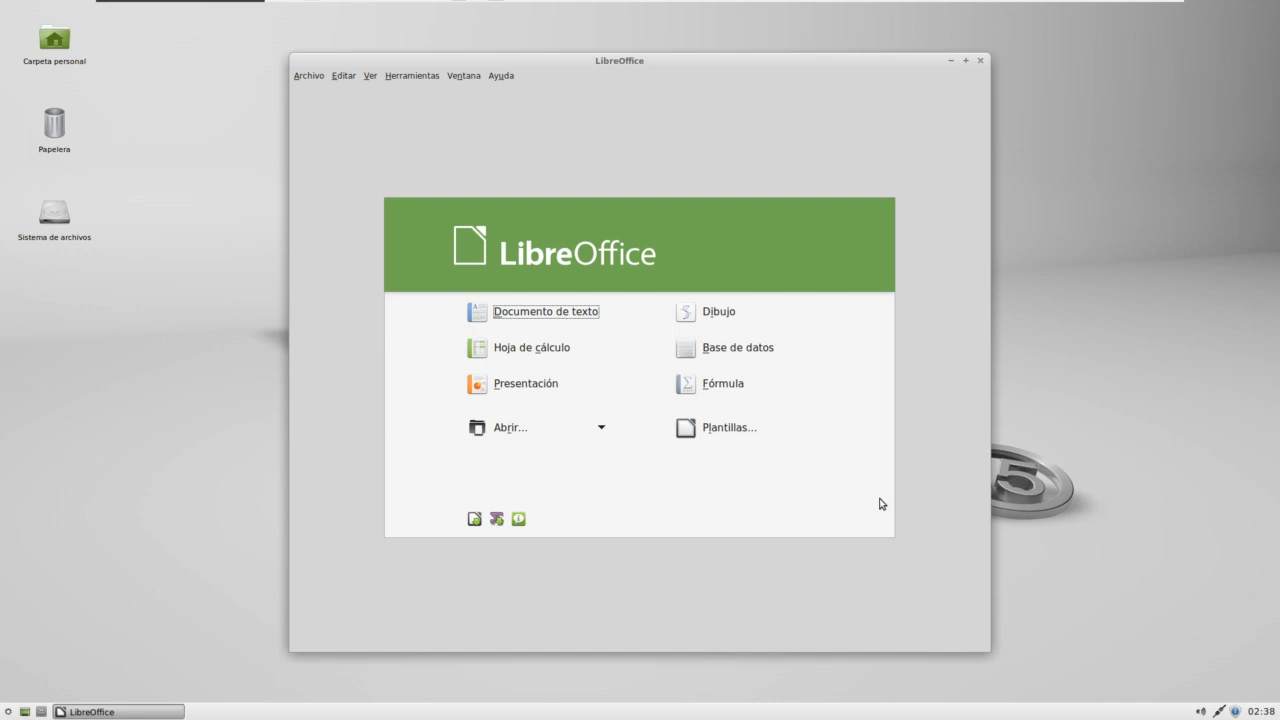 LibreOffice
Archivo Editar Ver Herramientas Ventana Ayuda
Carpeta personal
Papelera
Sistema de archivos
LibreOffice
Documento de texto
Dibujo
Hoja de cálculo
Base de datos
Presentación
Fórmula
Abrir...
Plantillas...
5
LibreOffice
02:38